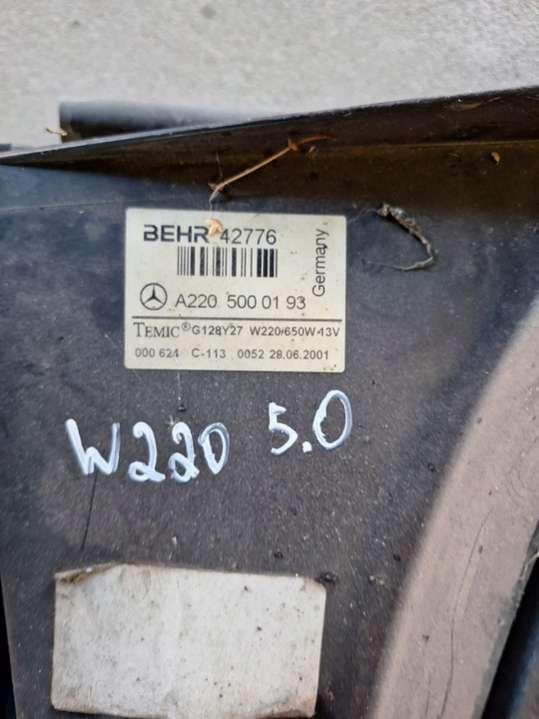 BEHR 42776
Germany
A220 500 01 93
TEMIC® G128Y27 W220/650W-13V
000 624 C-113 0052 28.06.2001
W220 5.0